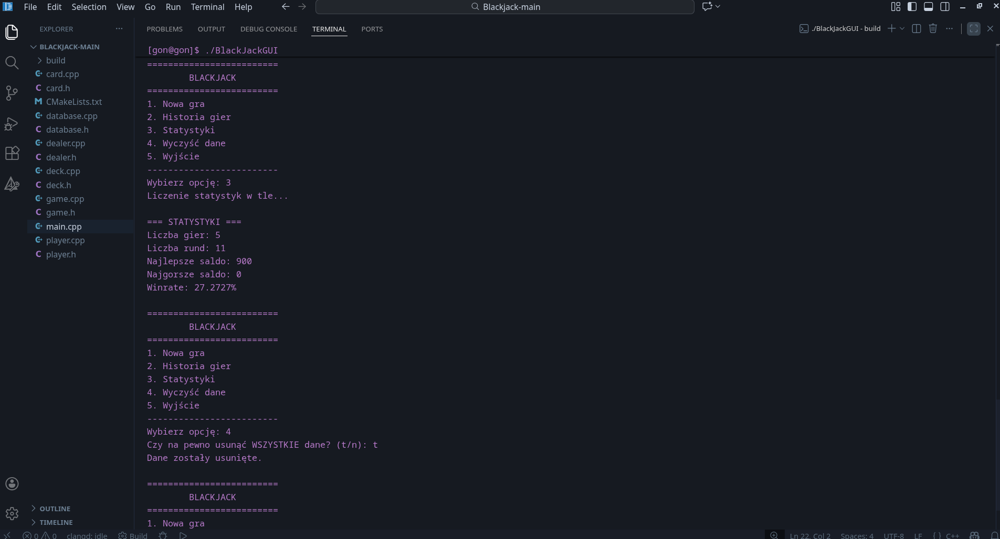 File Edit Selection View Go Run Terminal Help
Blackjack-main
EXPLORER
BLACKJACK-MAIN
build
card.cpp
card.h
CMakeLists.txt
database.cpp
database.h
dealer.cpp
dealer.h
deck.cpp
deck.h
game.cpp
game.h
main.cpp
player.cpp
player.h
OUTLINE
TIMELINE
PROBLEMS OUTPUT DEBUG CONSOLE TERMINAL PORTS
./BlackJackGUI - build
[gon@gon]$ ./BlackJackGUI
=========================
BLACKJACK
=========================
1. Nowa gra
2. Historia gier
3. Statystyki
4. Wyczyść dane
5. Wyjście
-------------------------
Wybierz opcję: 3
Liczenie statystyk w tle...
=== STATYSTYKI ===
Liczba gier: 5
Liczba rund: 11
Najlepsze saldo: 900
Najgorsze saldo: 0
Winrate: 27.2727%
=========================
BLACKJACK
=========================
1. Nowa gra
2. Historia gier
3. Statystyki
4. Wyczyść dane
5. Wyjście
-------------------------
Wybierz opcję: 4
Czy na pewno usunąć WSZYSTKIE dane? (t/n): t
Dane zostały usunięte.
=========================
BLACKJACK
=========================
1. Nowa gra
0 0 clangd: idle Build
Ln 22, Col 2 Spaces: 4 UTF-8 LF {} C++